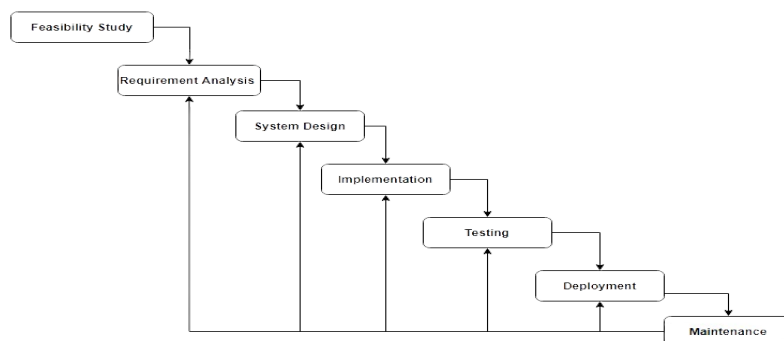 Feasibility Study
Requirement Analysis
System Design
Implementation
Testing
Deployment
Maintenance